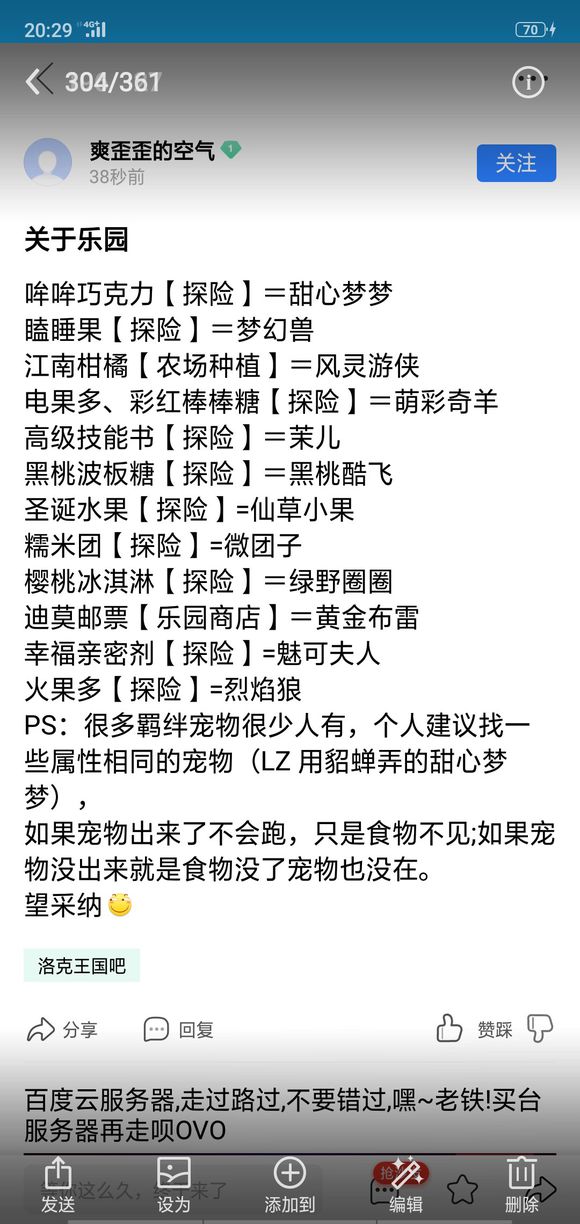 20:29 4G+ 70
304/361
爽歪歪的空气 1
38秒前
关注
关于乐园
哞哞巧克力【探险】＝甜心梦梦
瞌睡果【探险】＝梦幻兽
江南柑橘【农场种植】＝风灵游侠
电果多、彩红棒棒糖【探险】＝萌彩奇羊
高级技能书【探险】＝茉儿
黑桃波板糖【探险】＝黑桃酷飞
圣诞水果【探险】=仙草小果
糯米团【探险】=微团子
樱桃冰淇淋【探险】＝绿野圈圈
迪莫邮票【乐园商店】＝黄金布雷
幸福亲密剂【探险】=魅可夫人
火果多【探险】=烈焰狼
PS：很多羁绊宠物很少人有，个人建议找一
些属性相同的宠物（LZ 用貂蝉弄的甜心梦
梦），
如果宠物出来了不会跑，只是食物不见;如果宠
物没出来就是食物没了宠物也没在。
望采纳
洛克王国吧
分享 回复 赞踩
百度云服务器,走过路过,不要错过,嘿~老铁!买台
服务器再走呗OVO
等你这么久，终于来了
发送 设为 添加到 编辑 删除